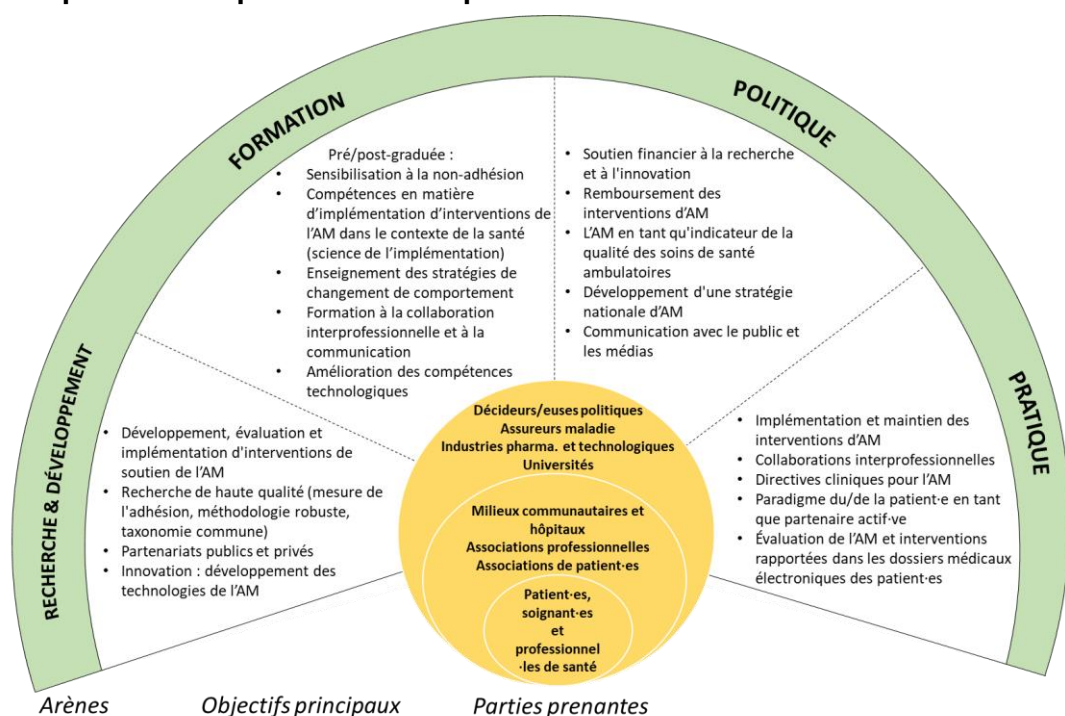 FORMATION
POLITIQUE
RECHERCHE & DÉVELOPPEMENT
PRATIQUE
Pré/post-graduée :
• Sensibilisation à la non-adhésion
• Compétences en matière
d’implémentation d’interventions de
l’AM dans le contexte de la santé
(science de l’implémentation)
• Enseignement des stratégies de
changement de comportement
• Formation à la collaboration
interprofessionnelle et à la
communication
• Amélioration des compétences
technologiques
• Soutien financier à la recherche
et à l'innovation
• Remboursement des
interventions d’AM
• L’AM en tant qu'indicateur de la
qualité des soins de santé
ambulatoires
• Développement d'une stratégie
nationale d’AM
• Communication avec le public et
les médias
• Développement, évaluation et
implémentation d'interventions de
soutien de l’AM
• Recherche de haute qualité (mesure de
l'adhésion, méthodologie robuste,
taxonomie commune)
• Partenariats publics et privés
• Innovation : développement des
technologies de l’AM
Décideurs/euses politiques
Assureurs maladie
Industries pharma. et technologiques
Universités
Milieux communautaires et
hôpitaux
Associations professionnelles
Associations de patient·es
Patient·es,
soignant·es
et
professionnel
·les de santé
• Implémentation et maintien des
interventions d’AM
• Collaborations interprofessionnelles
• Directives cliniques pour l’AM
• Paradigme du/de la patient·e en tant
que partenaire actif·ve
• Évaluation de l’AM et interventions
rapportées dans les dossiers médicaux
électroniques des patient·es
Arènes
Objectifs principaux
Parties prenantes